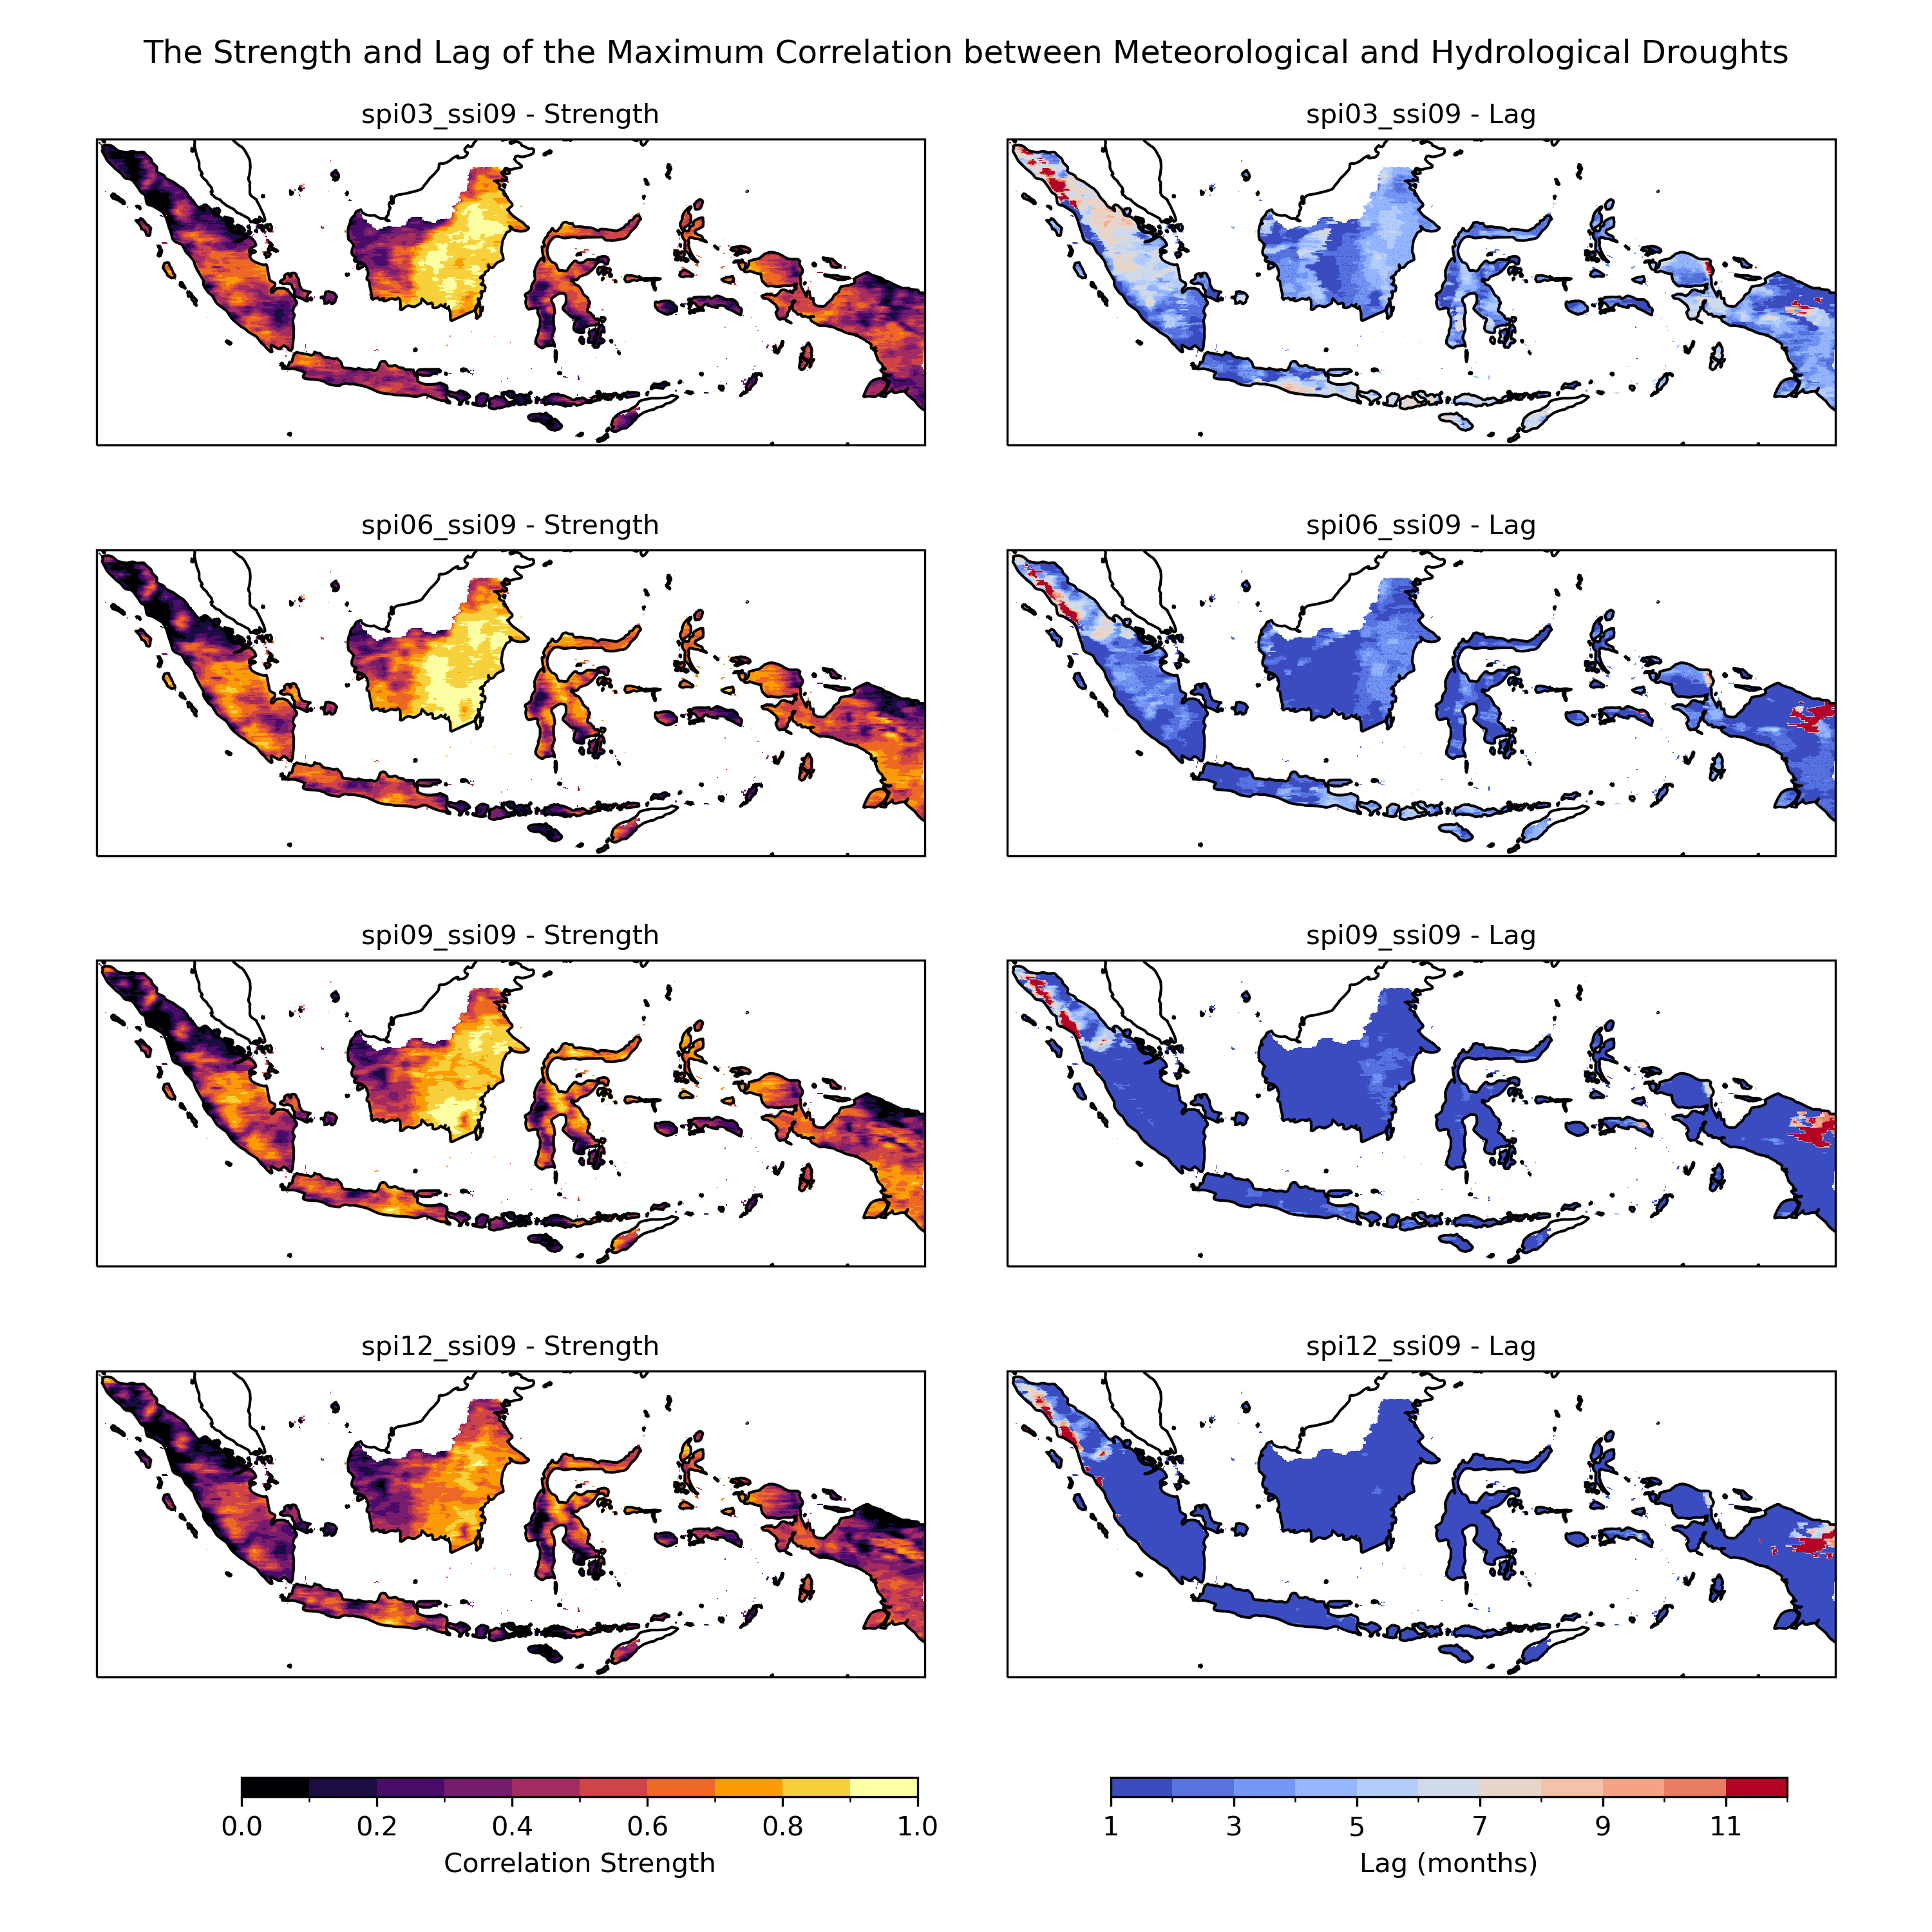 The Strength and Lag of the Maximum Correlation between Meteorological and Hydrological Droughts
spi03_ssi09 - Strength
spi03_ssi09 - Lag
spi06_ssi09 - Strength
spi06_ssi09 - Lag
spi09_ssi09 - Strength
spi09_ssi09 - Lag
spi12_ssi09 - Strength
spi12_ssi09 - Lag
0.0 0.2 0.4 0.6 0.8 1.0
Correlation Strength
1 3 5 7 9 11
Lag (months)